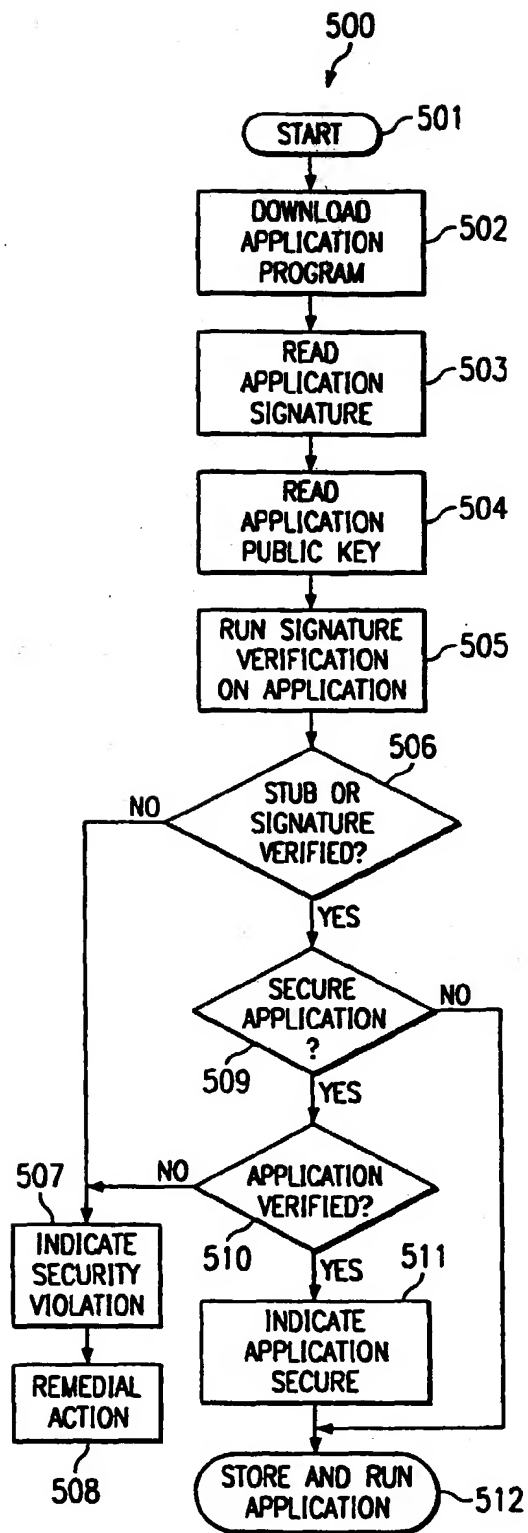 500
START
501
DOWNLOAD
APPLICATION
PROGRAM
502
READ
APPLICATION
SIGNATURE
503
READ
APPLICATION
PUBLIC KEY
504
RUN SIGNATURE
VERIFICATION
ON APPLICATION
505
506
STUB OR
SIGNATURE
VERIFIED?
NO
YES
SECURE
APPLICATION
?
509
NO
YES
APPLICATION
VERIFIED?
510
NO
YES
507
INDICATE
SECURITY
VIOLATION
511
INDICATE
APPLICATION
SECURE
REMEDIAL
ACTION
508
STORE AND RUN
APPLICATION
512